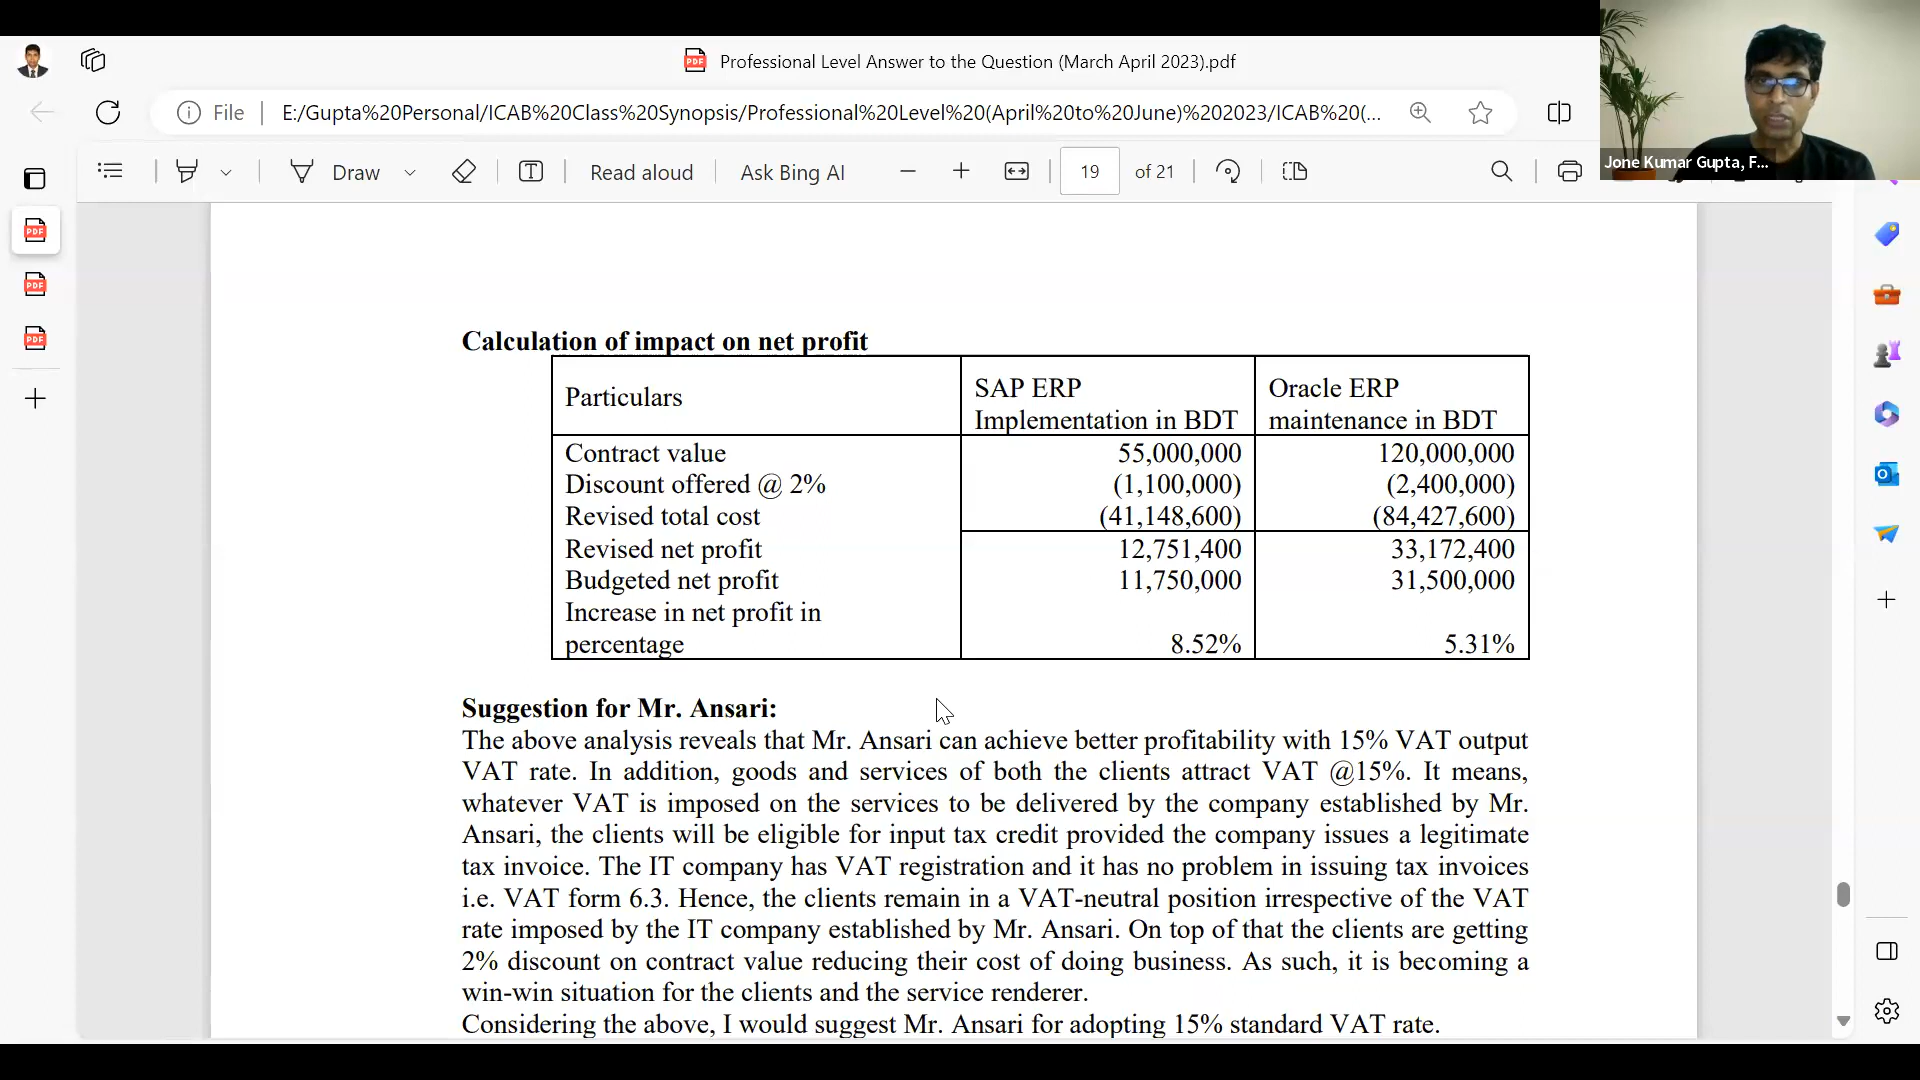 Professional Level Answer to the Question (March April 2023).pdf
File
E:/Gupta%20Personal/ICAB%20Class%20Synopsis/Professional%20Level%20(April%20to%20June)%202023/ICAB%20(...
Draw
Read aloud
Ask Bing AI
19 of 21
Jone Kumar Gupta, F...
PDF
PDF
PDF
PDF
Calculation of impact on net profit
Particulars
SAP ERP
Implementation in BDT
Oracle ERP
maintenance in BDT
Contract value 55,000,000 120,000,000
Discount offered @ 2% (1,100,000) (2,400,000)
Revised total cost (41,148,600) (84,427,600)
Revised net profit 12,751,400 33,172,400
Budgeted net profit 11,750,000 31,500,000
Increase in net profit in
percentage 8.52% 5.31%
Suggestion for Mr. Ansari:
The above analysis reveals that Mr. Ansari can achieve better profitability with 15% VAT output
VAT rate. In addition, goods and services of both the clients attract VAT @15%. It means,
whatever VAT is imposed on the services to be delivered by the company established by Mr.
Ansari, the clients will be eligible for input tax credit provided the company issues a legitimate
tax invoice. The IT company has VAT registration and it has no problem in issuing tax invoices
i.e. VAT form 6.3. Hence, the clients remain in a VAT-neutral position irrespective of the VAT
rate imposed by the IT company established by Mr. Ansari. On top of that the clients are getting
2% discount on contract value reducing their cost of doing business. As such, it is becoming a
win-win situation for the clients and the service renderer.
Considering the above, I would suggest Mr. Ansari for adopting 15% standard VAT rate.